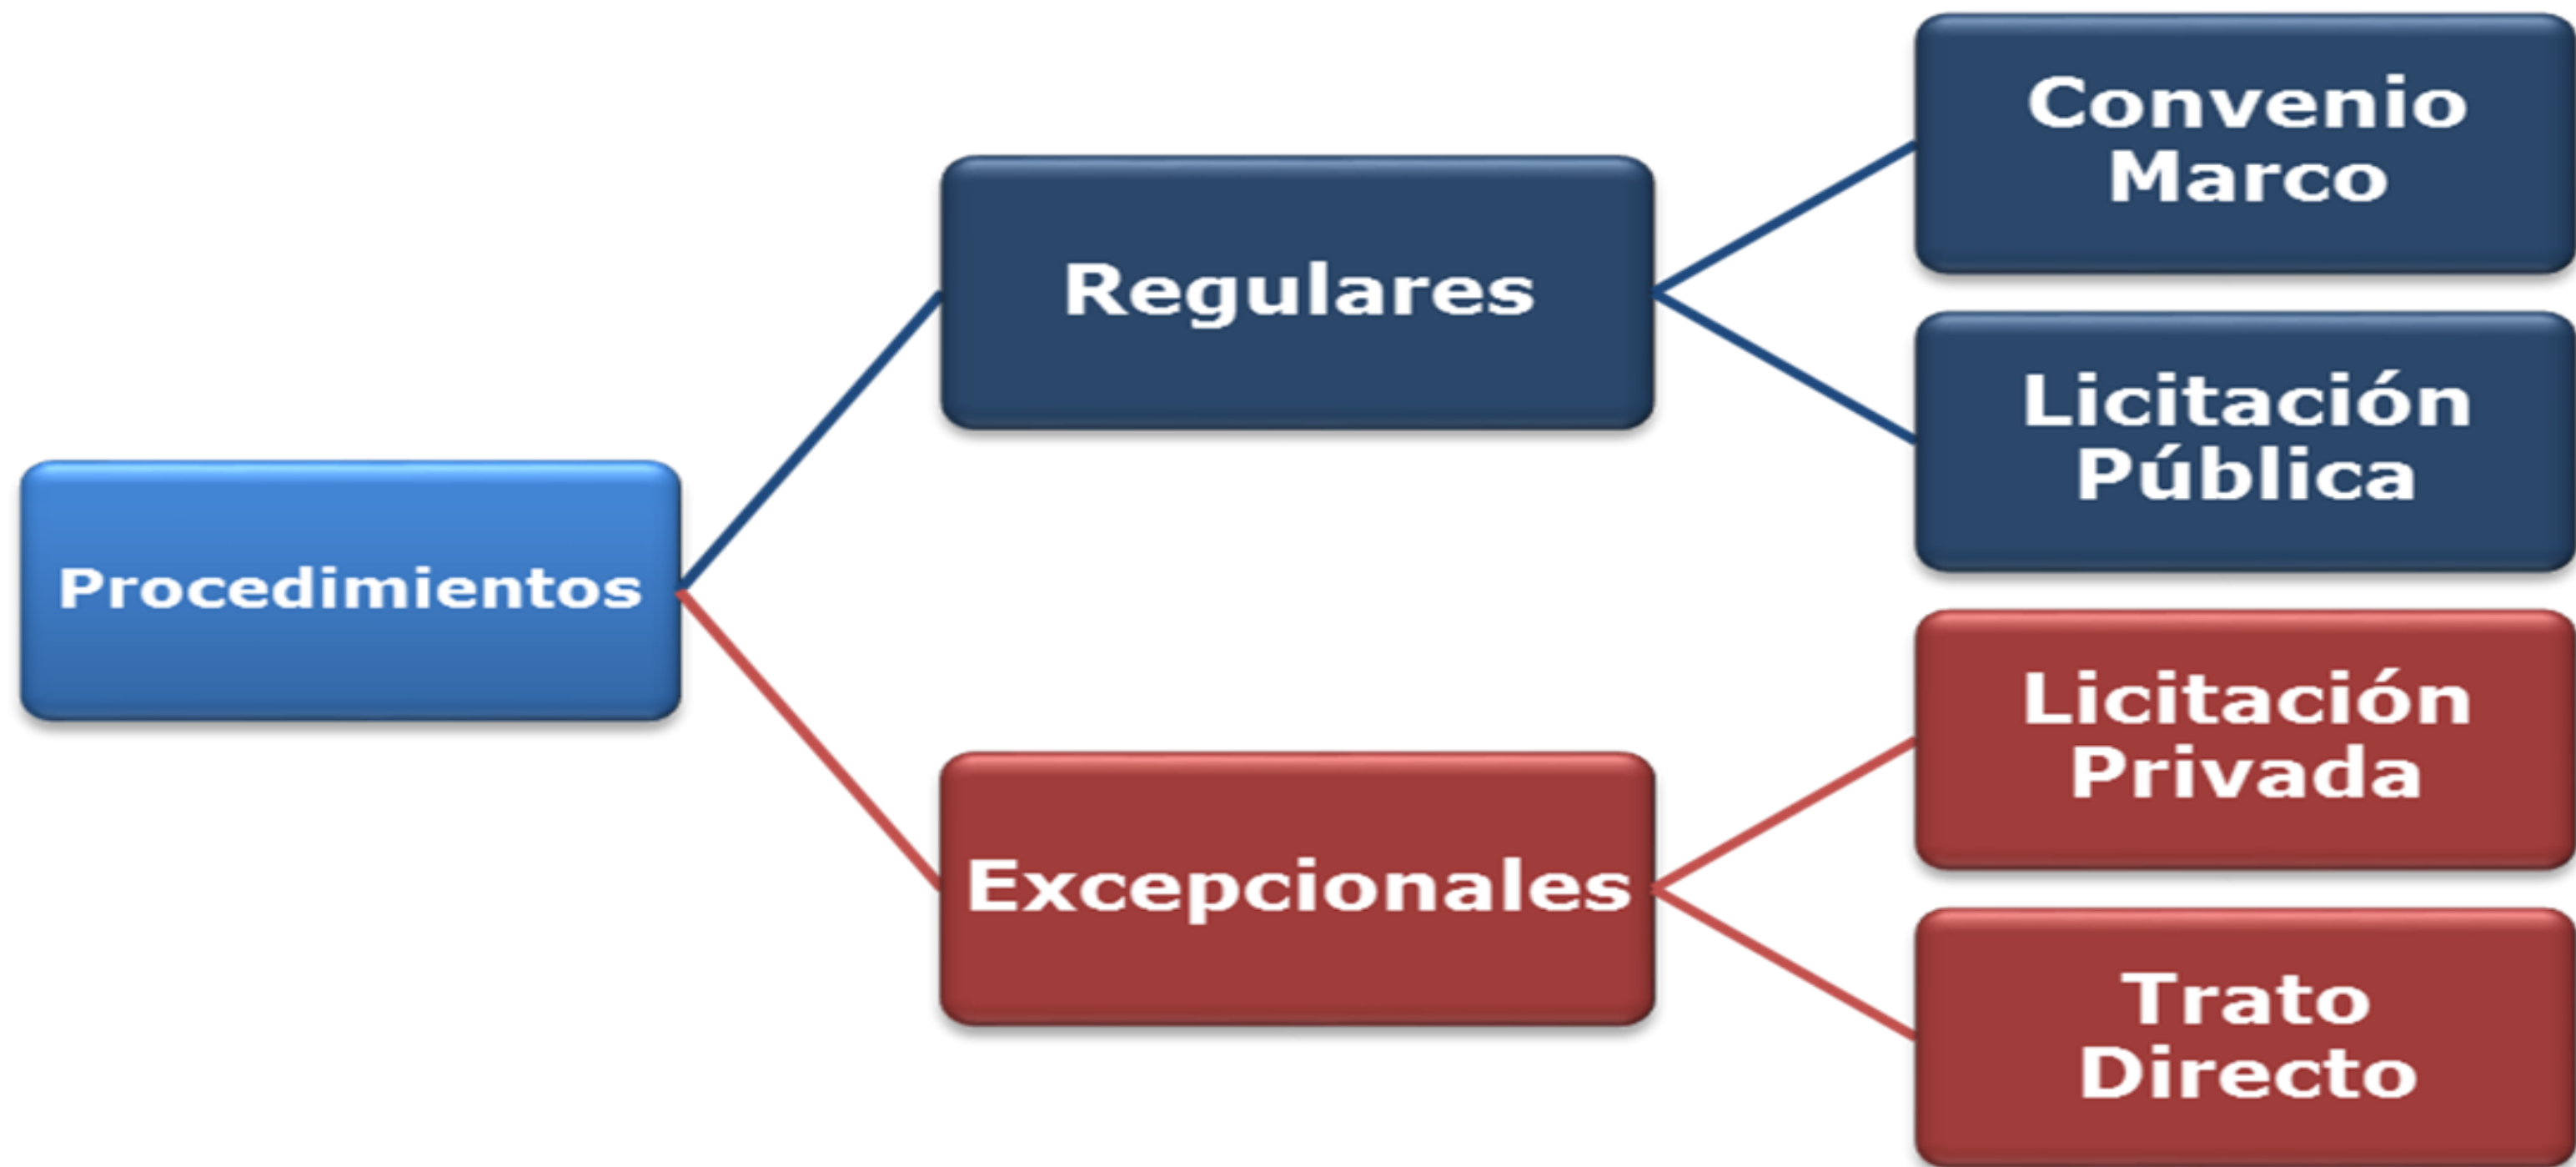 Procedimientos
Regulares
Convenio
Marco
Licitación
Pública
Excepcionales
Licitación
Privada
Trato
Directo